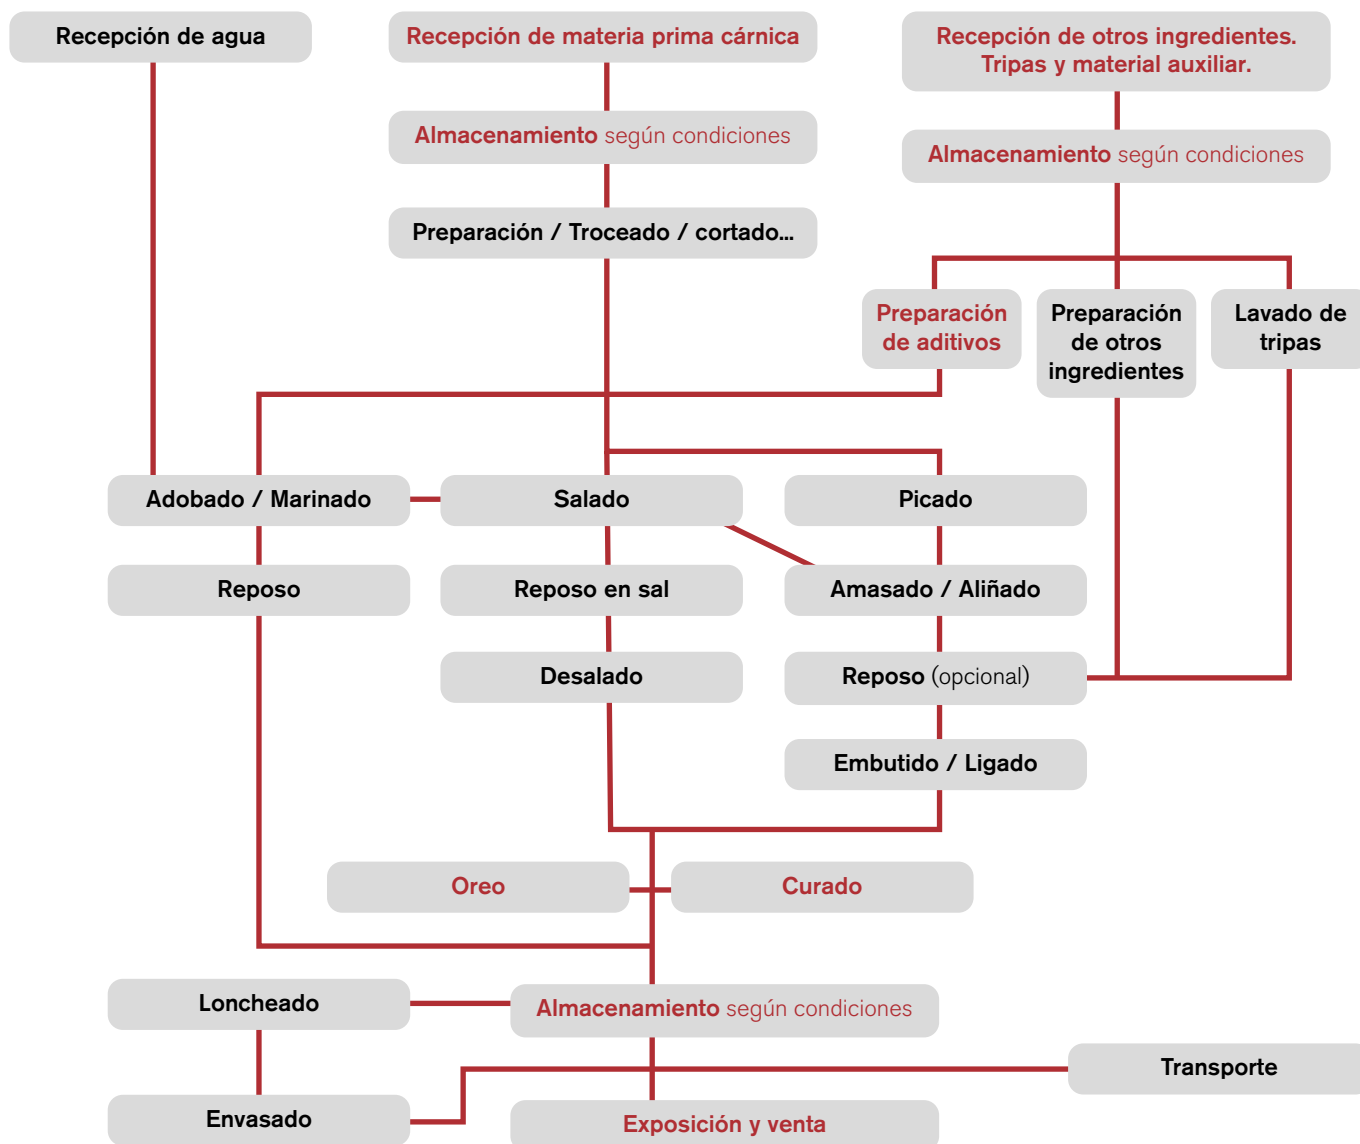 Recepción de agua
Recepción de materia prima cárnica
Recepción de otros ingredientes.
Tripas y material auxiliar.
Almacenamiento según condiciones
Almacenamiento según condiciones
Preparación / Troceado / cortado...
Preparación
de aditivos
Preparación
de otros
ingredientes
Lavado de
tripas
Adobado / Marinado
Salado
Picado
Reposo
Reposo en sal
Amasado / Aliñado
Desalado
Reposo (opcional)
Embutido / Ligado
Oreo
Curado
Loncheado
Almacenamiento según condiciones
Transporte
Envasado
Exposición y venta